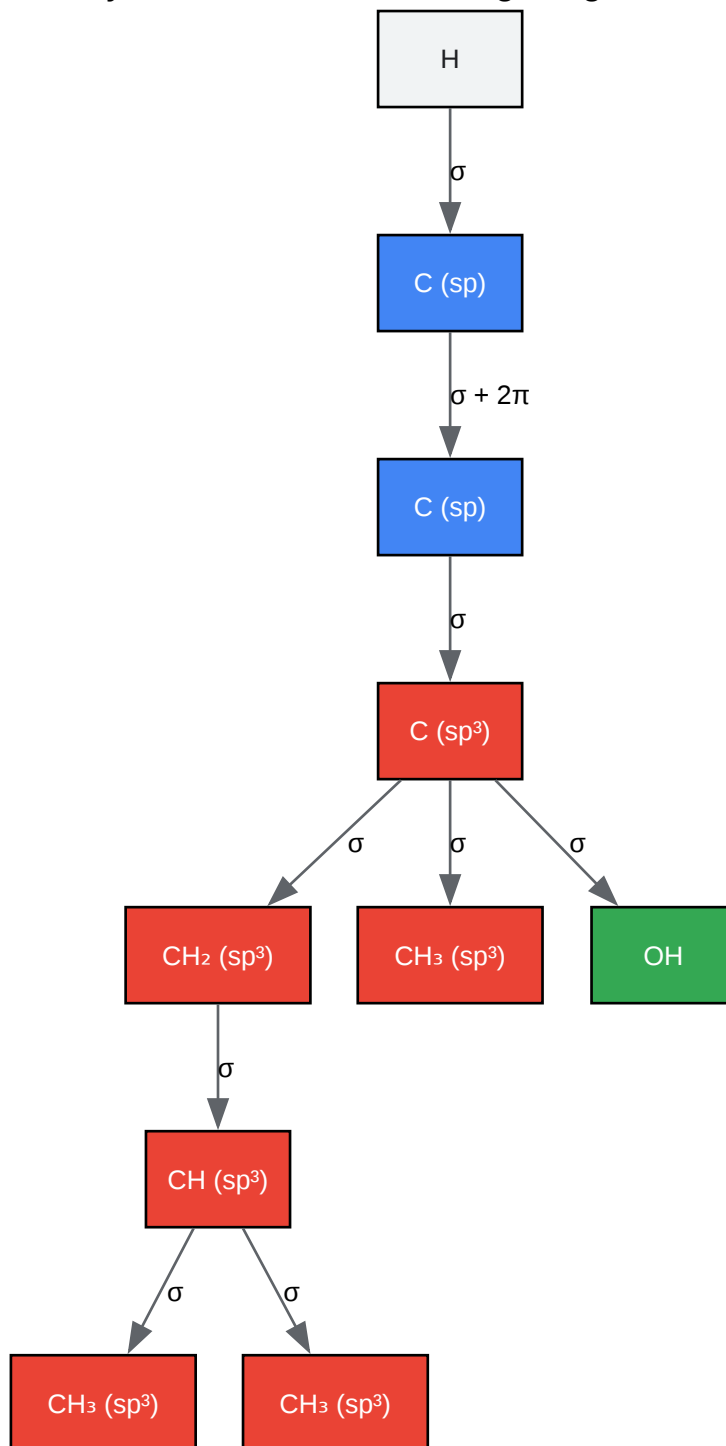 H
σ
C (sp)
σ + 2π
C (sp)
σ
C (sp³)
σ
σ
σ
CH₂ (sp³)
CH₃ (sp³)
OH
σ
CH (sp³)
σ
σ
CH₃ (sp³)
CH₃ (sp³)